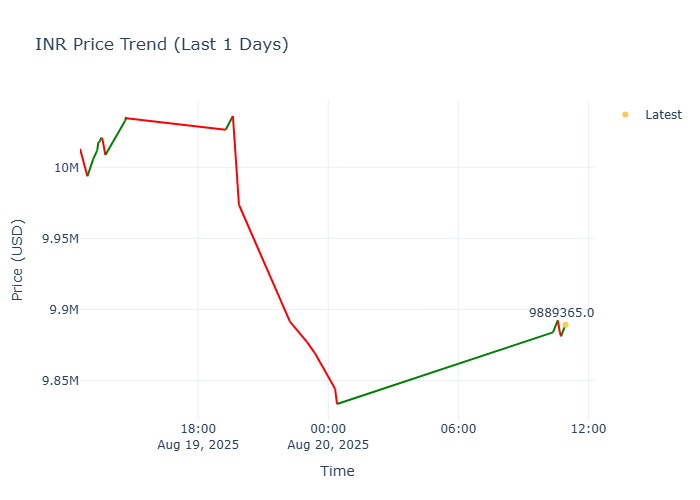 INR Price Trend (Last 1 Days)
Latest
10M
9.95M
9.9M
9.85M
Price (USD)
9889365.0
18:00
Aug 19, 2025
00:00
Aug 20, 2025
06:00
12:00
Time